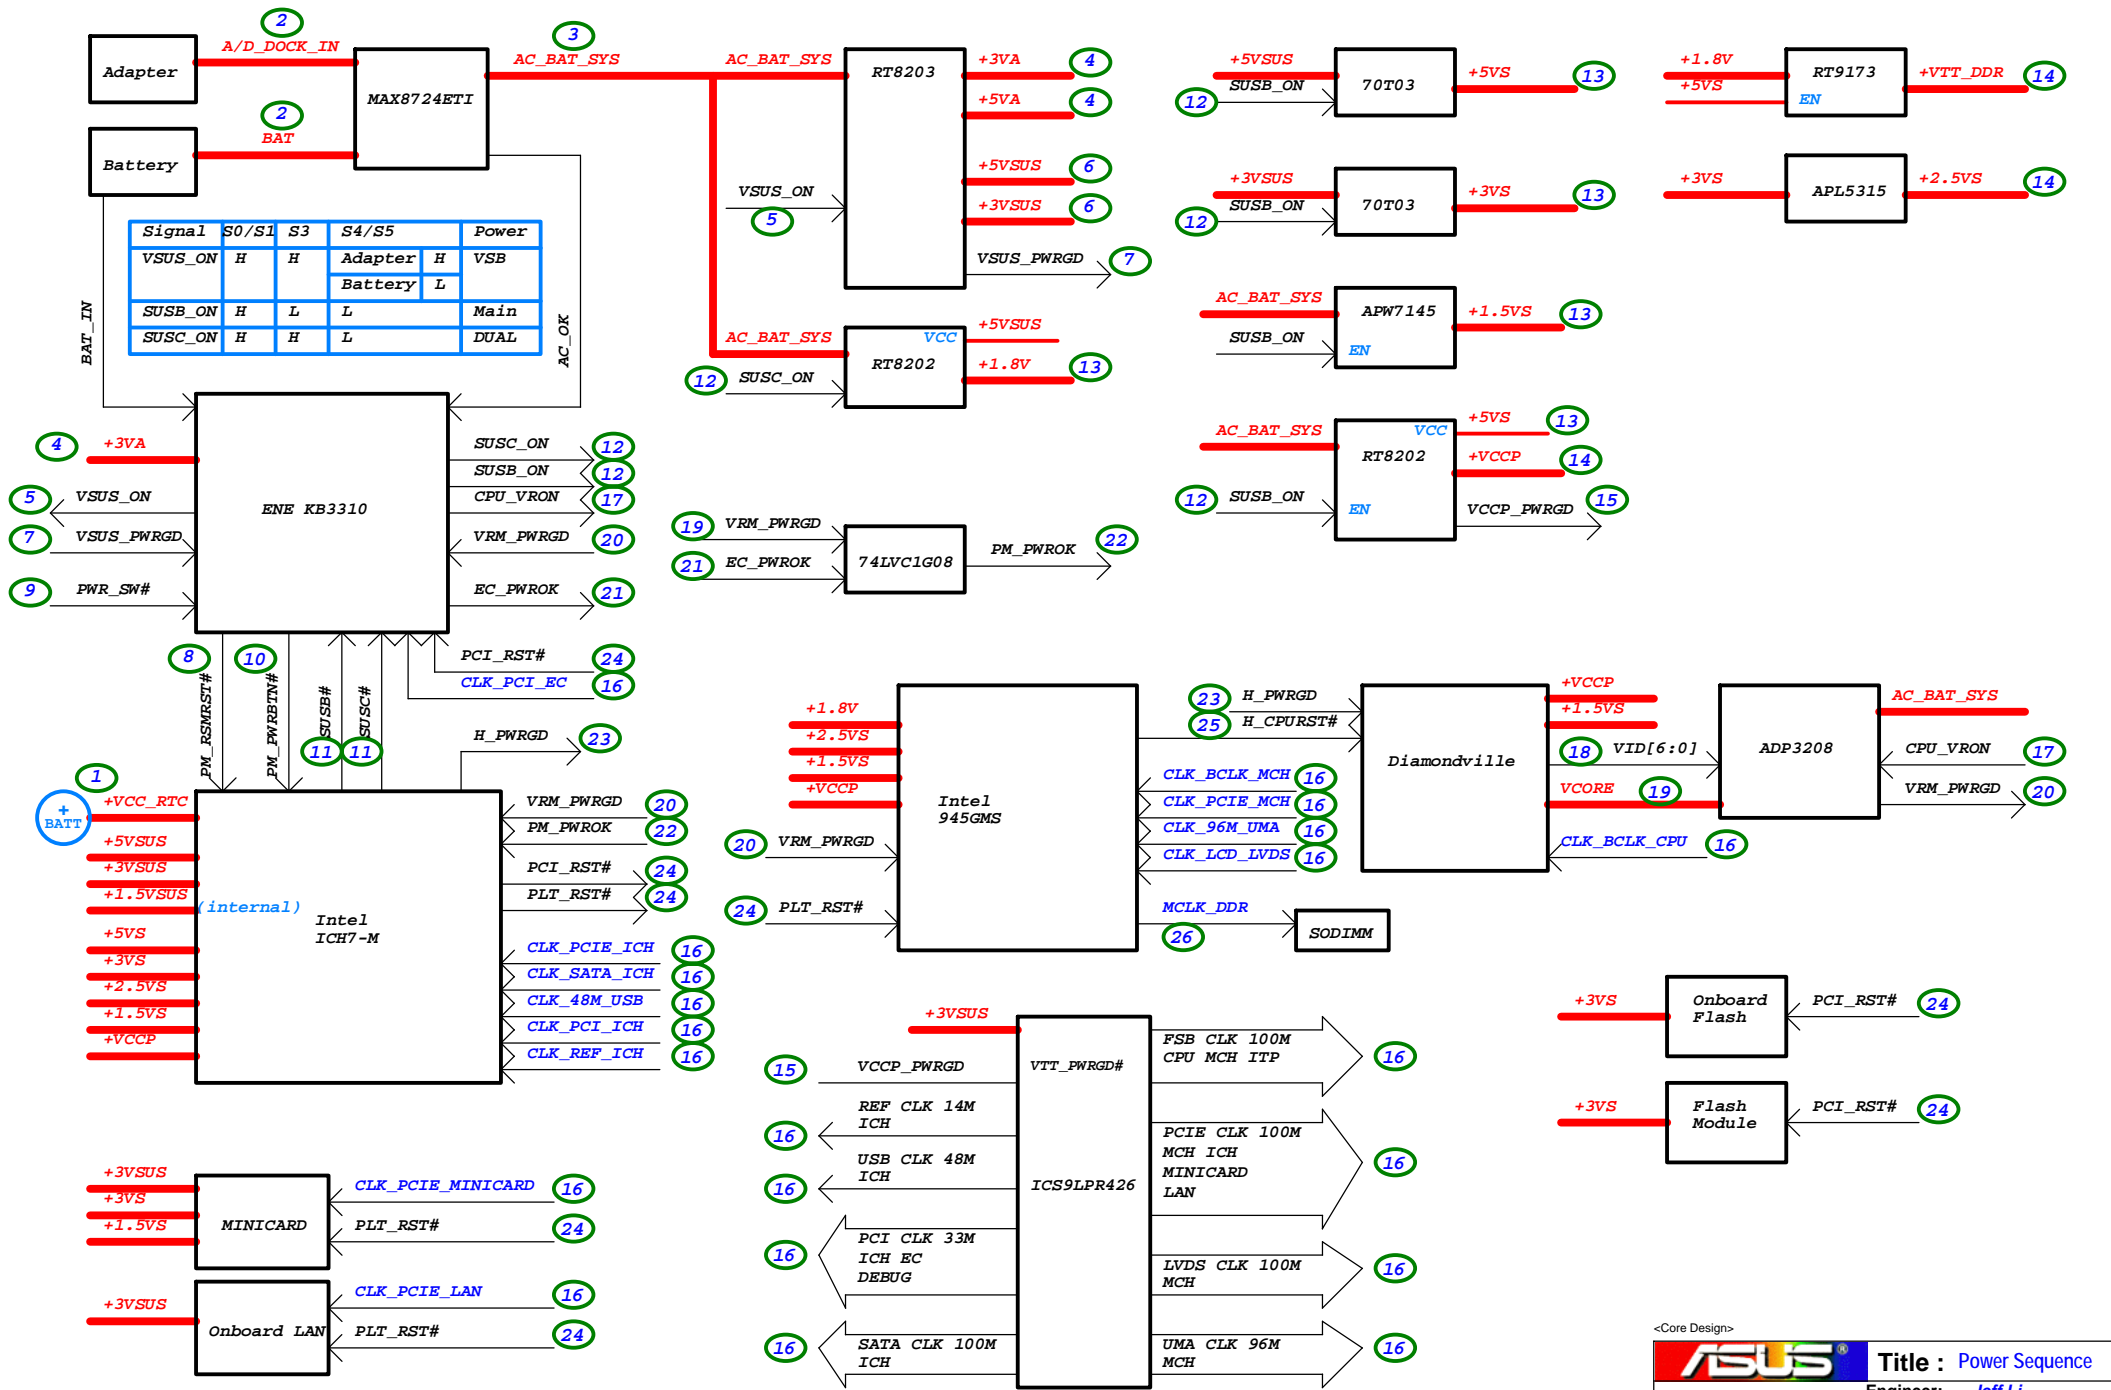 2
A/D_DOCK_IN
Adapter
MAX8724ETI
2
BAT
Battery
3
AC_BAT_SYS
AC_BAT_SYS
RT8203
+3VA
4
+5VA
4
+5VSUS
6
+3VSUS
6
VSUS_ON
5
VSUS_PWRGD
7
+5VSUS
SUSB_ON
12
70T03
+5VS
13
+1.8V
+5VS
RT9173
EN
+VTT_DDR
14
+3VSUS
SUSB_ON
12
70T03
+3VS
13
+3VS
APL5315
+2.5VS
14
Signal S0/S1 S3 S4/S5 Power
VSUS_ON H H Adapter H VSB
Battery L
SUSB_ON H L L Main
SUSC_ON H H L DUAL
BAT_IN
AC_OK
AC_BAT_SYS
12
SUSC_ON
RT8202
VCC
+5VSUS
+1.8V
13
AC_BAT_SYS
SUSB_ON
APW7145
EN
+1.5VS
13
AC_BAT_SYS
12
SUSB_ON
RT8202
VCC
EN
+5VS
13
+VCCP
14
VCCP_PWRGD
15
4
+3VA
5
VSUS_ON
7
VSUS_PWRGD
9
PWR_SW#
ENE KB3310
SUSC_ON
12
SUSB_ON
12
CPU_VRON
17
VRM_PWRGD
20
EC_PWROK
21
19
VRM_PWRGD
21
EC_PWROK
74LVC1G08
PM_PWROK
22
8
PM_RSMRST#
10
PM_PWRBTN#
11
SUSB#
11
SUSC#
PCI_RST#
24
CLK_PCI_EC
16
H_PWRGD
23
1
+
BATT
+VCC_RTC
+5VSUS
+3VSUS
+1.5VSUS
(internal)
+5VS
+3VS
+2.5VS
+1.5VS
+VCCP
Intel
ICH7-M
VRM_PWRGD
20
PM_PWROK
22
PCI_RST#
24
PLT_RST#
24
CLK_PCIE_ICH
16
CLK_SATA_ICH
16
CLK_48M_USB
16
CLK_PCI_ICH
16
CLK_REF_ICH
16
+1.8V
+2.5VS
+1.5VS
+VCCP
20
VRM_PWRGD
24
PLT_RST#
Intel
945GMS
23
H_PWRGD
25
H_CPURST#
CLK_BCLK_MCH
16
CLK_PCIE_MCH
16
CLK_96M_UMA
16
CLK_LCD_LVDS
16
MCLK_DDR
26
SODIMM
Diamondville
+VCCP
+1.5VS
18
VID[6:0]
VCORE
19
CLK_BCLK_CPU
16
ADP3208
AC_BAT_SYS
CPU_VRON
17
VRM_PWRGD
20
+3VSUS
15
VCCP_PWRGD
VTT_PWRGD#
REF CLK 14M
ICH
16
USB CLK 48M
ICH
16
ICS9LPR426
PCI CLK 33M
ICH EC
DEBUG
16
SATA CLK 100M
ICH
16
FSB CLK 100M
CPU MCH ITP
16
PCIE CLK 100M
MCH ICH
MINICARD
LAN
16
LVDS CLK 100M
MCH
16
UMA CLK 96M
MCH
16
+3VS
Onboard
Flash
PCI_RST#
24
+3VS
Flash
Module
PCI_RST#
24
+3VSUS
+3VS
+1.5VS
MINICARD
CLK_PCIE_MINICARD
16
PLT_RST#
24
+3VSUS
Onboard LAN
CLK_PCIE_LAN
16
PLT_RST#
24
<Core Design>
ASUS®
Title : Power Sequence
Engineer: Jeff Li